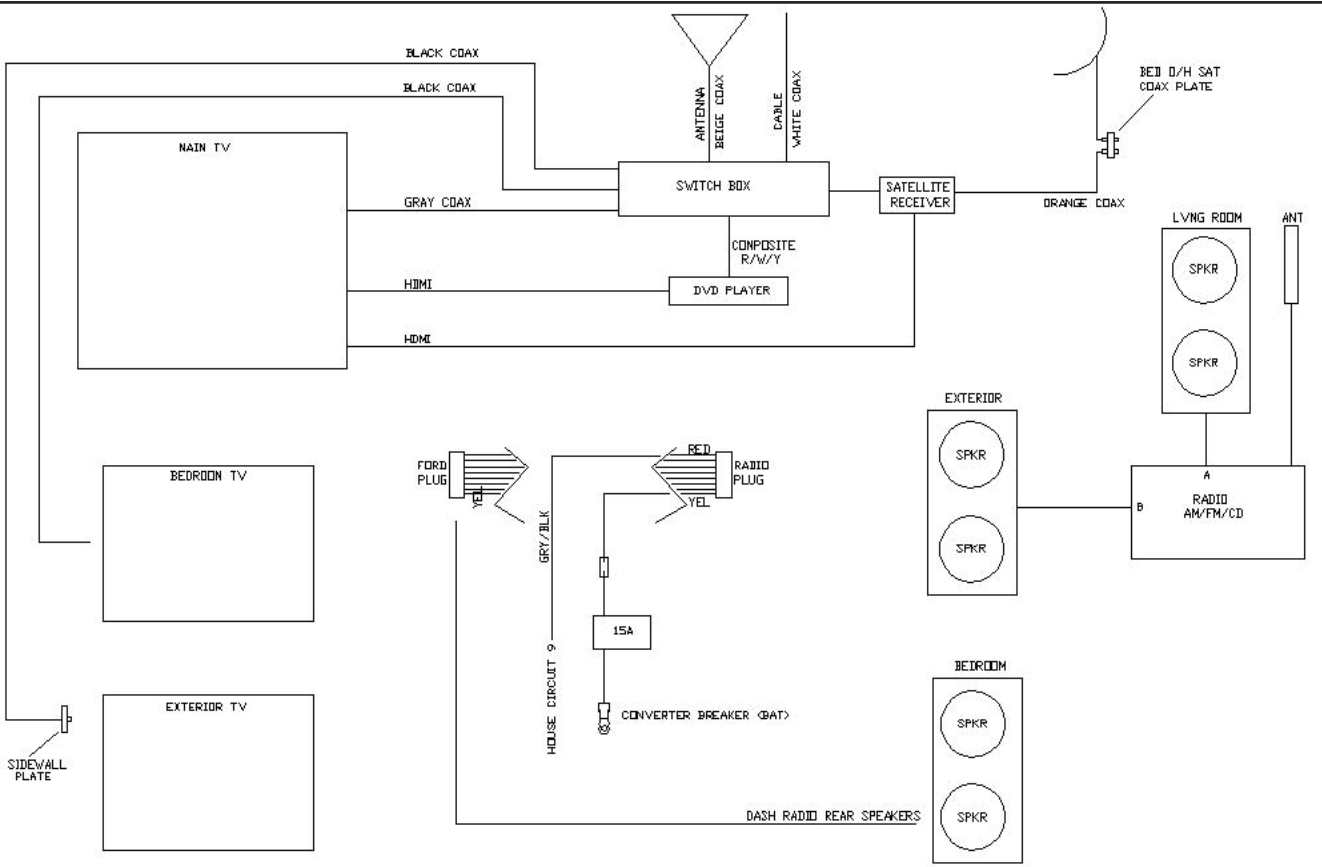 BLACK COAX
BLACK COAX
NAIN TV
ANTENNA
BEIGE COAX
CABLE
WHITE COAX
BED O/H SAT
COAX PLATE
SWITCH BOX
SATELLITE
RECEIVER
GRAY COAX
ORANGE COAX
LVNG ROOM
ANT
CONPOSITE
R/W/Y
SPKR
HDMI
DVD PLAYER
HDMI
SPKR
EXTERIOR
FORD
PLUG
YEL
RED
RADIO
PLUG
YEL
SPKR
A
RADIO
AM/FM/CD
B
BEDROON TV
GRY/BLK
SPKR
15A
HOUSE CIRCUIT 9
BEDROOM
EXTERIOR TV
CONVERTER BREAKER (BAT)
SPKR
SIDEWALL
PLATE
DASH RADIO REAR SPEAKERS
SPKR